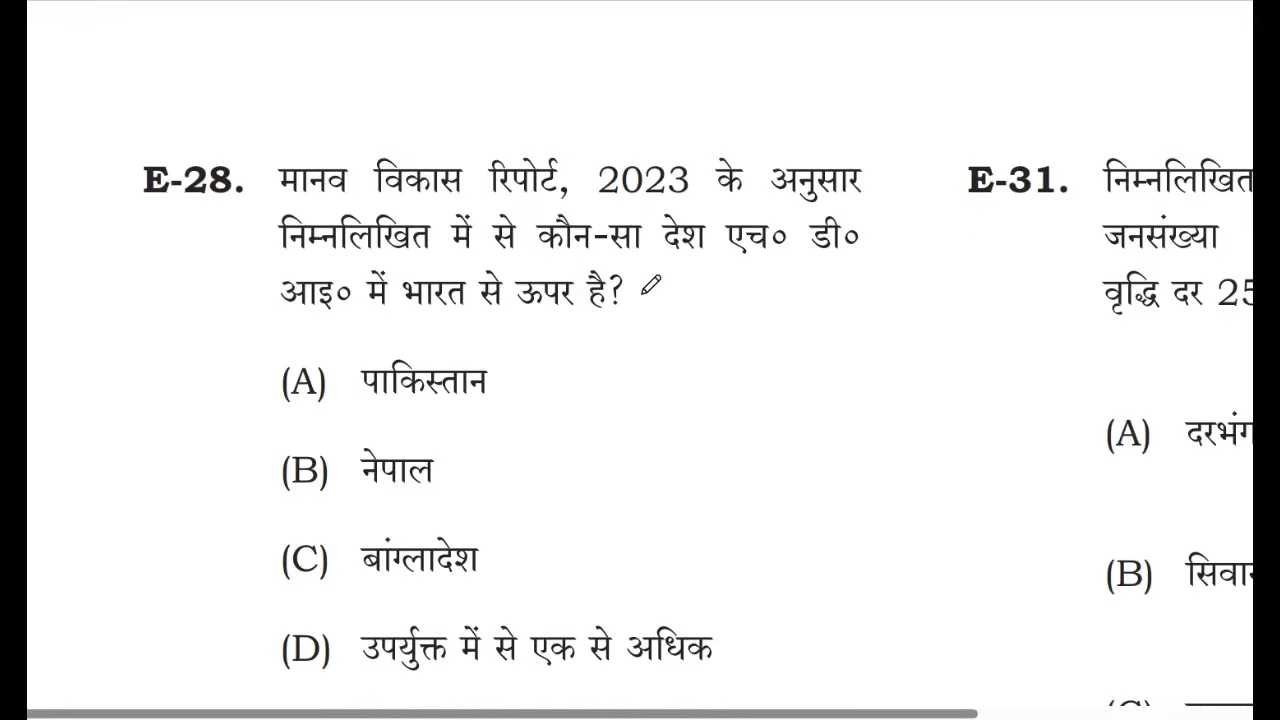 E-28. मानव विकास रिपोर्ट, 2023 के अनुसार
निम्नलिखित में से कौन-सा देश एच० डी०
आइ० में भारत से ऊपर है?
(A) पाकिस्तान
(B) नेपाल
(C) बांग्लादेश
(D) उपर्युक्त में से एक से अधिक
E-31. निम्नलिखित
जनसंख्या
वृद्धि दर 25
(A) दरभंग
(B) सिवा